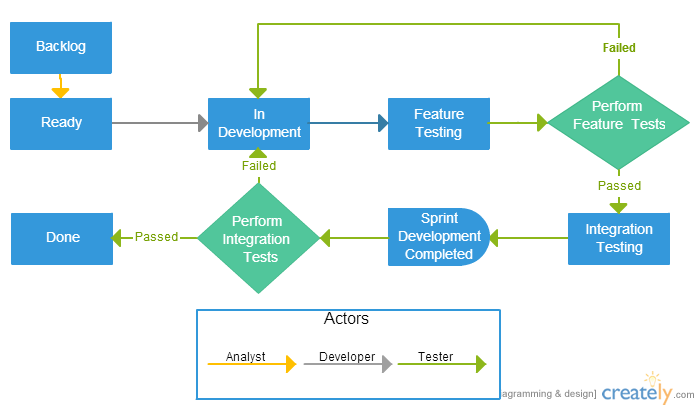 Backlog
Failed
Ready
In
Development
Feature
Testing
Perform
Feature Tests
Failed
Passed
Done
Passed
Perform
Integration
Tests
Sprint
Development
Completed
Integration
Testing
Actors
Analyst
Developer
Tester
agramming & design]
creately.com